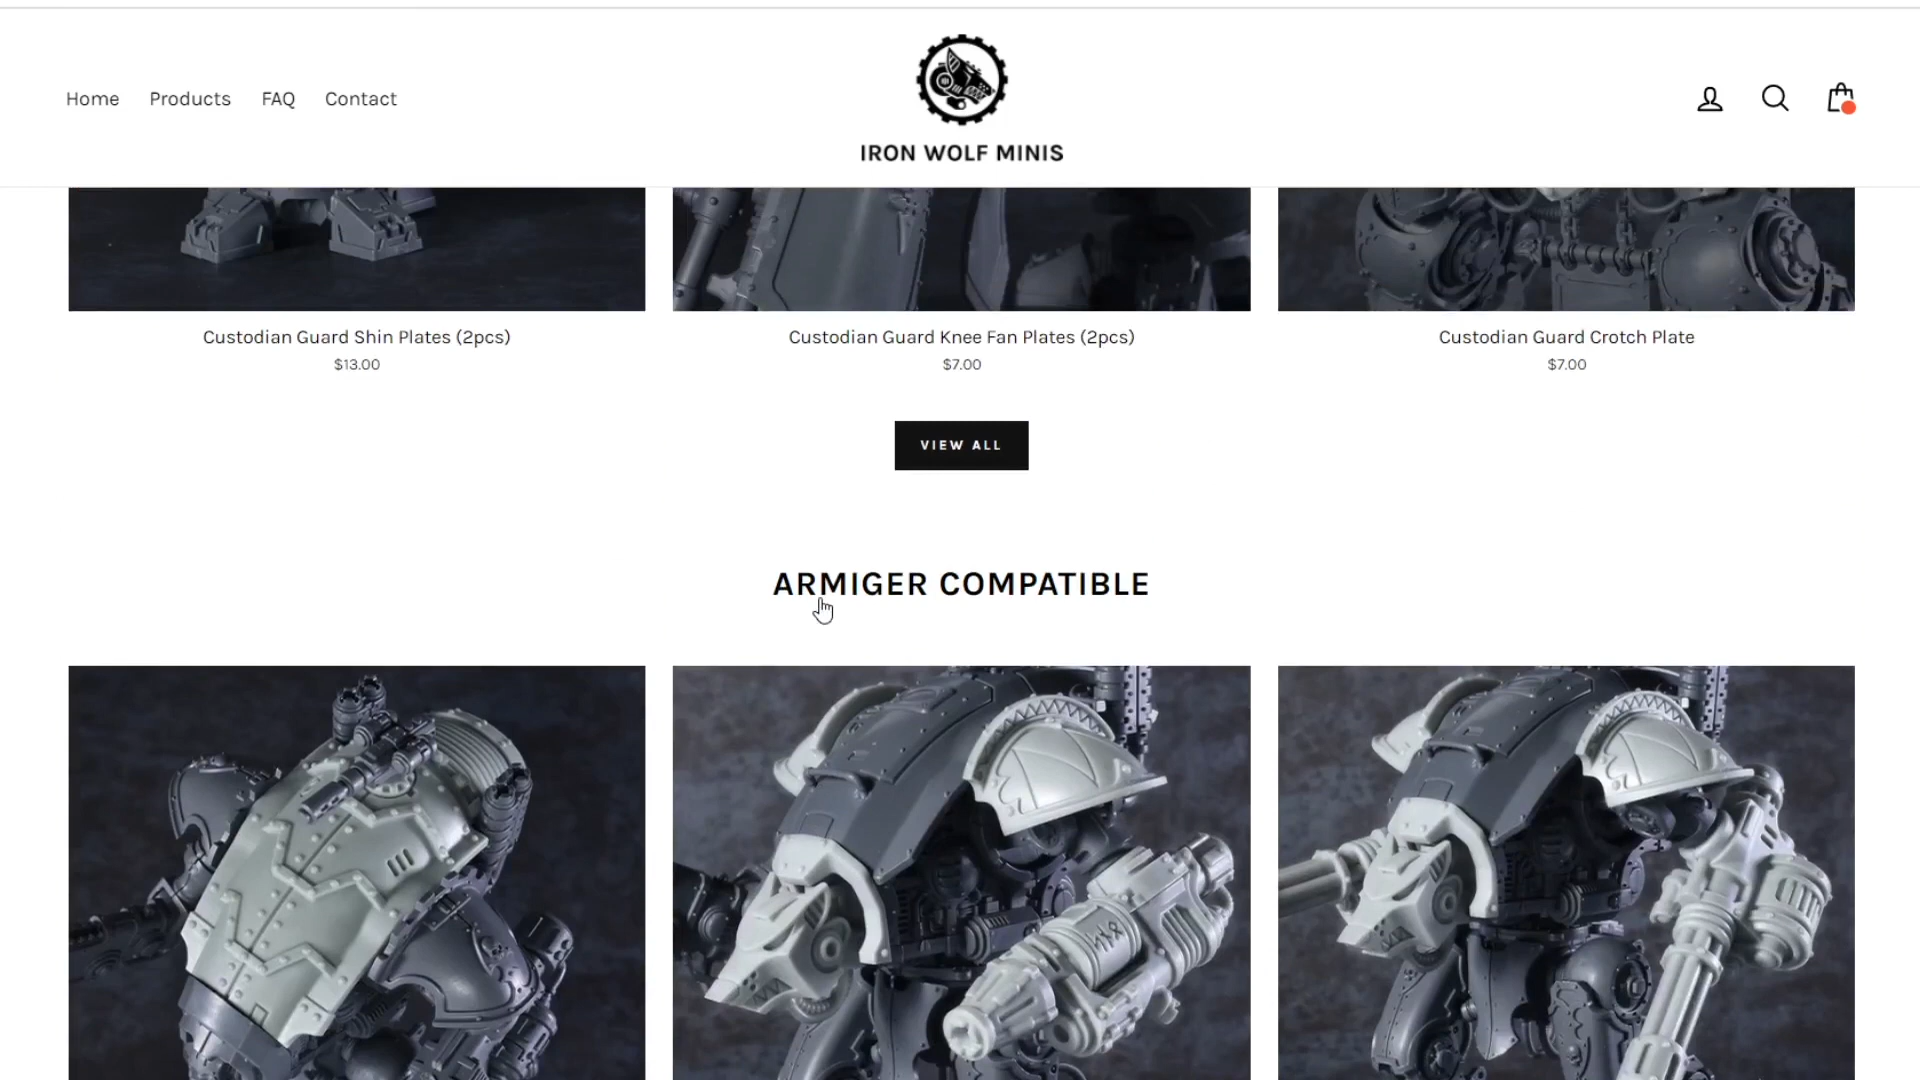 Home Products FAQ Contact
IRON WOLF MINIS
Custodian Guard Shin Plates (2pcs)
$13.00
Custodian Guard Knee Fan Plates (2pcs)
$7.00
Custodian Guard Crotch Plate
$7.00
VIEW ALL
ARMIGER COMPATIBLE